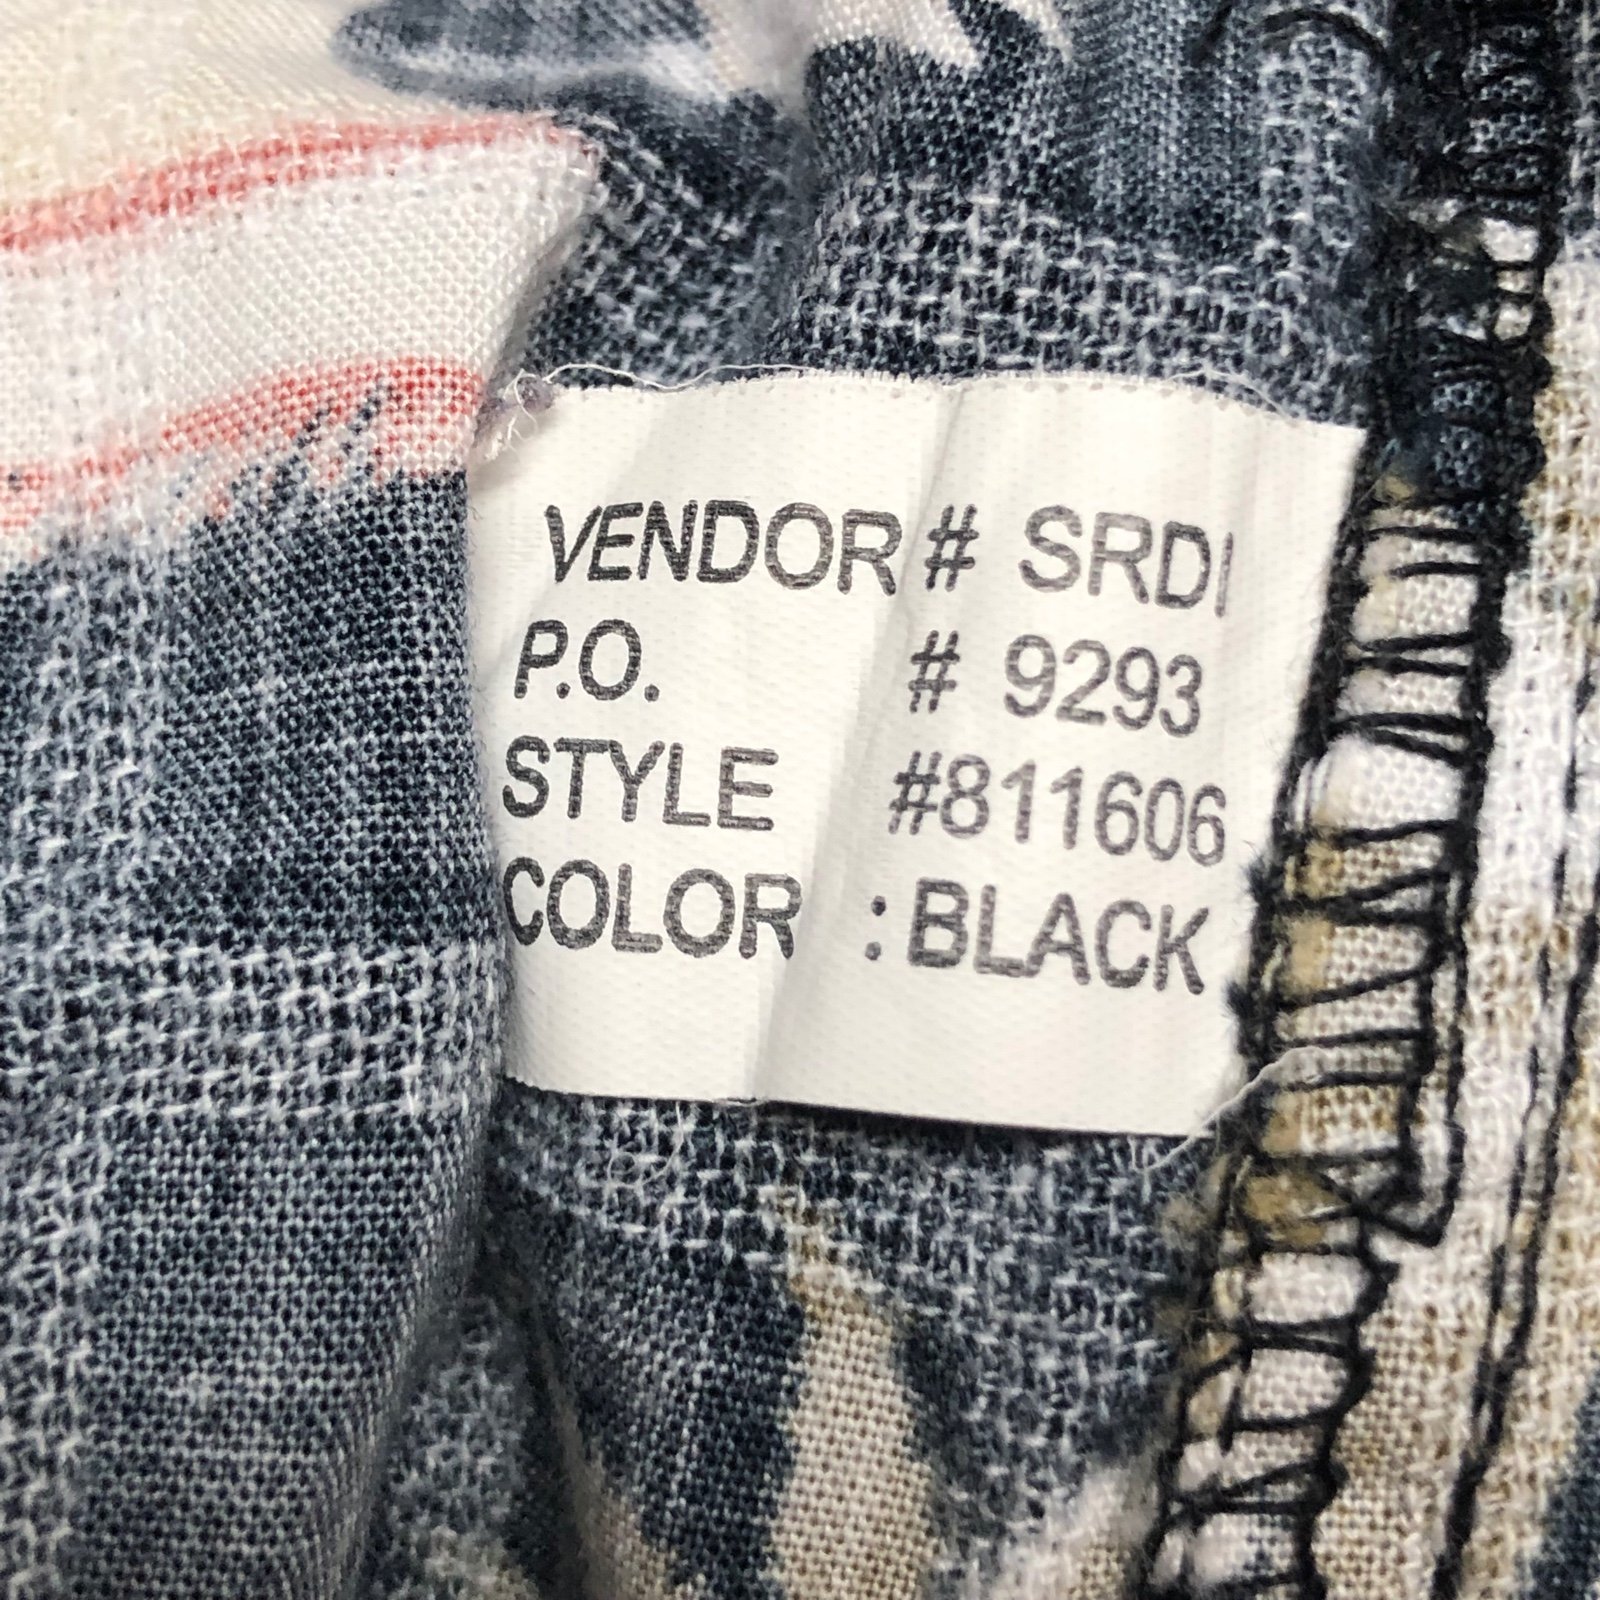 VENDOR # SRDI
P.O. # 9293
STYLE #811606
COLOR : BLACK